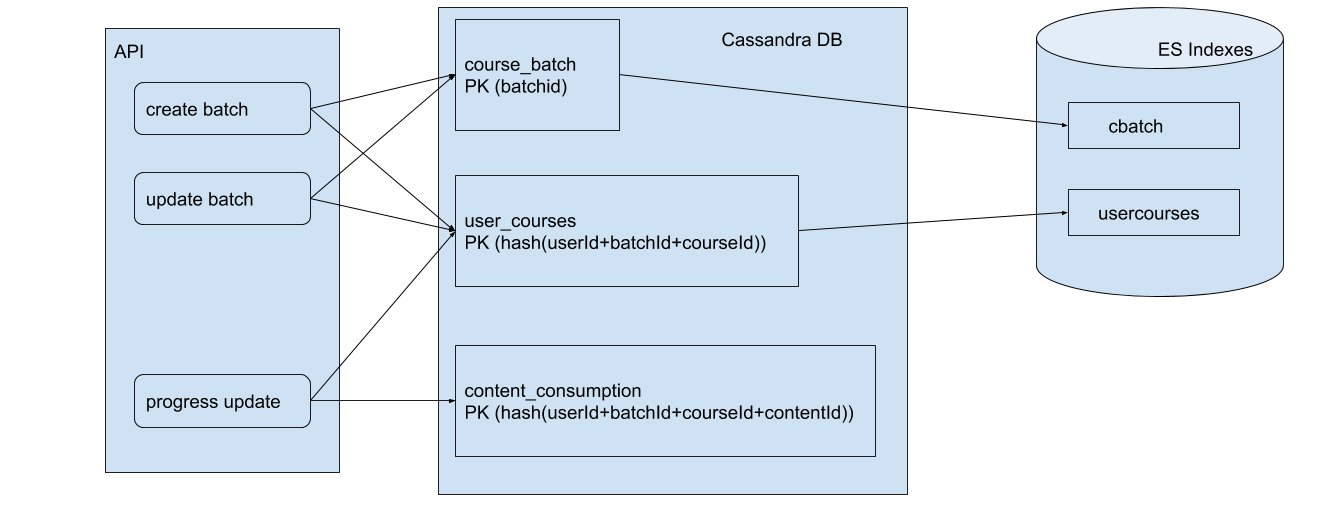 API
create batch
update batch
progress update
Cassandra DB
course_batch
PK (batchid)
user_courses
PK (hash(userId+batchId+courseId))
content_consumption
PK (hash(userId+batchId+courseId+contentId))
ES Indexes
cbatch
usercourses